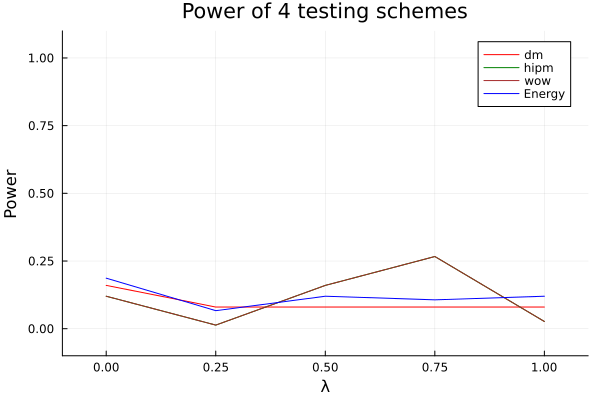 Power of 4 testing schemes
dm
hipm
wow
Energy
1.00
0.75
0.50
0.25
0.00
Power
0.00 0.25 0.50 0.75 1.00
λ